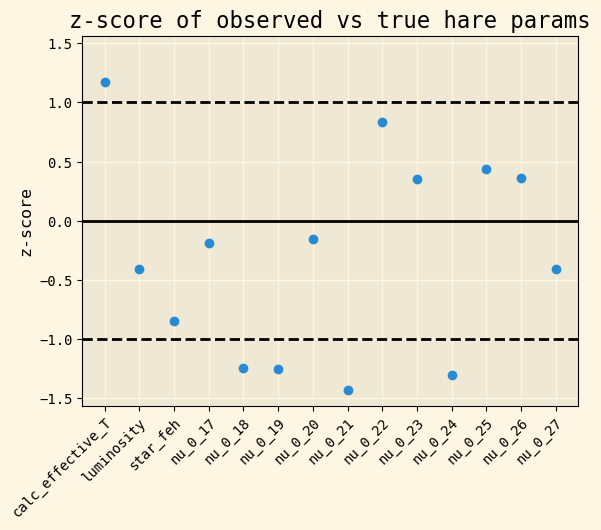 z-score of observed vs true hare params
z-score
1.5
1.0
0.5
0.0
−0.5
−1.0
−1.5
calc_effective_T
luminosity
star_feh
nu_0_17
nu_0_18
nu_0_19
nu_0_20
nu_0_21
nu_0_22
nu_0_23
nu_0_24
nu_0_25
nu_0_26
nu_0_27